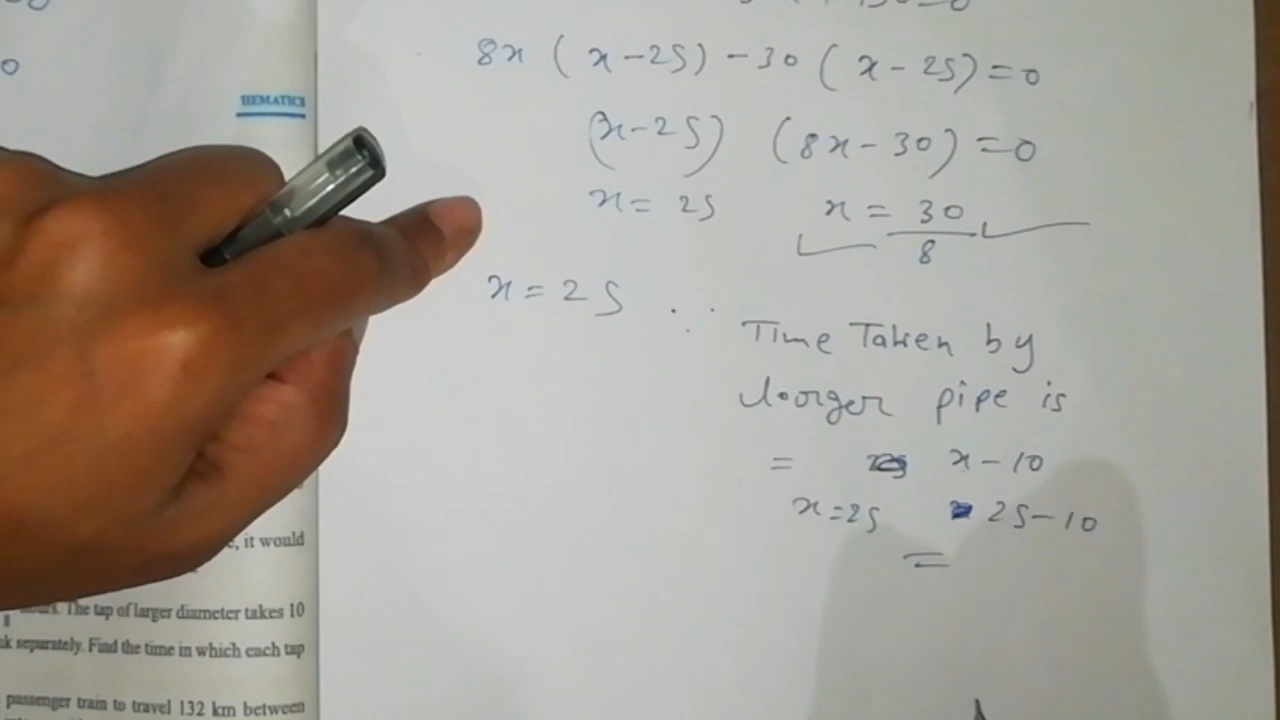 HEMATICS
, it would
The tap of larger diameter takes 10
separately. Find the time in which each tap
passenger train to travel 132 km between
8x ( x-25) - 30 ( x - 25) = 0
(x-25) (8x - 30) = 0
x = 25 x = 30/8
x = 25 ∵ Time Taken by
larger pipe is
= x - 10
x=25 25-10
=